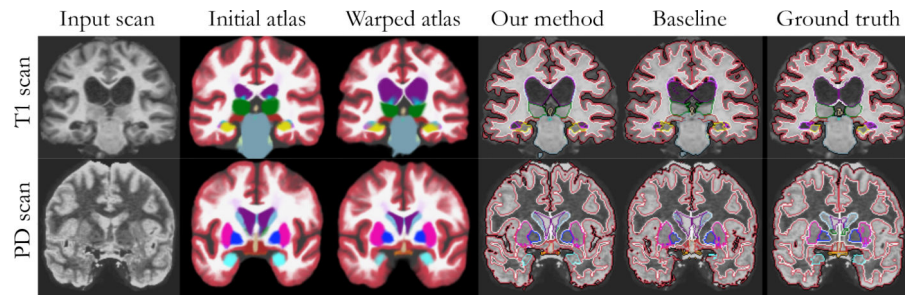 Input scan
Initial atlas
Warped atlas
Our method
Baseline
Ground truth
T1 scan
PD scan